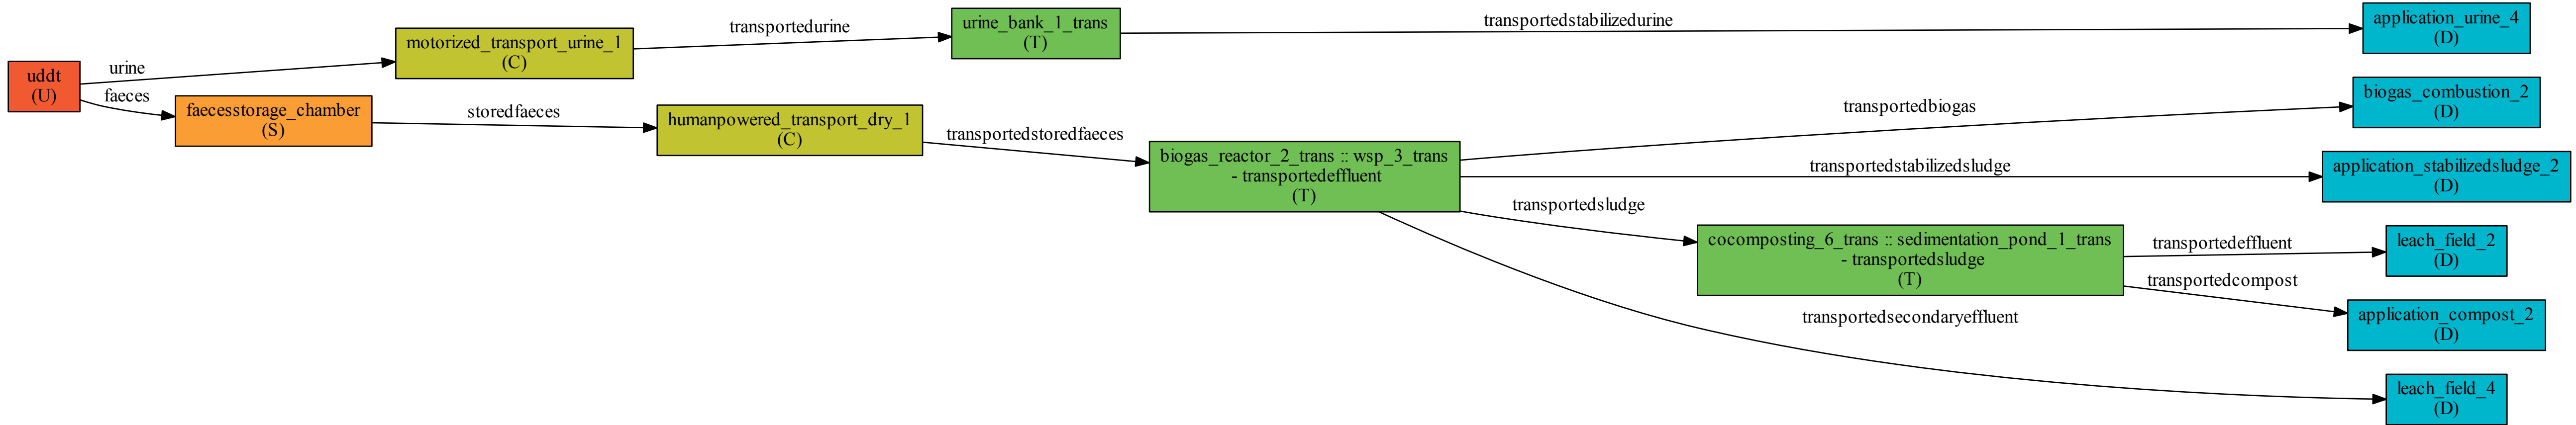 uddt
(U)
urine
faeces
motorized_transport_urine_1
(C)
faecesstorage_chamber
(S)
transportedurine
storedfaeces
urine_bank_1_trans
(T)
humanpowered_transport_dry_1
(C)
transportedstoredfaeces
transportedstabilizedurine
application_urine_4
(D)
biogas_reactor_2_trans :: wsp_3_trans
- transportedeffluent
(T)
transportedbiogas
biogas_combustion_2
(D)
transportedstabilizedsludge
application_stabilizedsludge_2
(D)
transportedsludge
cocomposting_6_trans :: sedimentation_pond_1_trans
- transportedsludge
(T)
transportedeffluent
leach_field_2
(D)
transportedcompost
application_compost_2
(D)
transportedsecondaryeffluent
leach_field_4
(D)